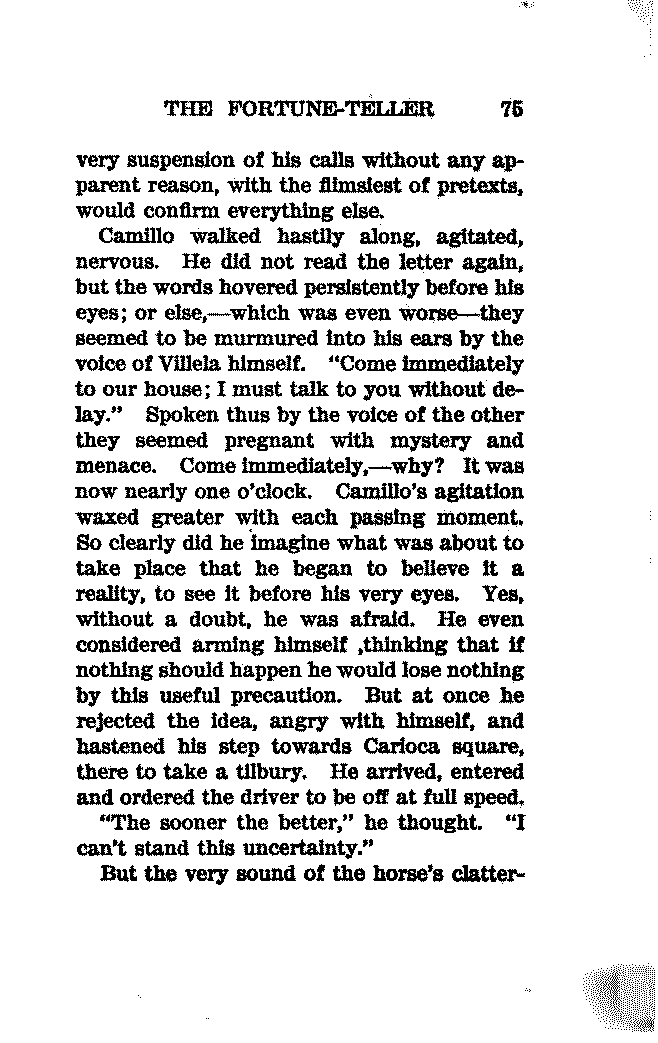 THE FORTUNE-TELLER 75
very suspension of his calls without any ap-
parent reason, with the flimsiest of pretexts,
would confirm everything else.
Camillo walked hastily along, agitated,
nervous. He did not read the letter again,
but the words hovered persistently before his
eyes; or else,—which was even worse—they
seemed to be murmured into his ears by the
voice of Villela himself. "Come immediately
to our house; I must talk to you without de-
lay." Spoken thus by the voice of the other
they seemed pregnant with mystery and
menace. Come immediately,—why? It was
now nearly one o'clock. Camillo's agitation
waxed greater with each passing moment.
So clearly did he imagine what was about to
take place that he began to believe it a
reality, to see it before his very eyes. Yes,
without a doubt, he was afraid. He even
considered arming himself ,thinking that if
nothing should happen he would lose nothing
by this useful precaution. But at once he
rejected the idea, angry with himself, and
hastened his step towards Carioca square,
there to take a tilbury. He arrived, entered
and ordered the driver to be off at full speed.
"The sooner the better," he thought. "I
can't stand this uncertainty."
But the very sound of the horse's clatter-